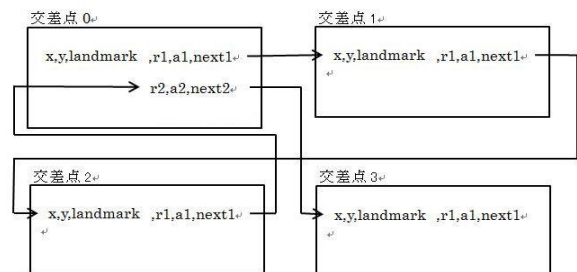 交差点 0↵
x,y,landmark ,r1,a1,next1↵
r2,a2,next2↵
交差点 1↵
x,y,landmark ,r1,a1,next1↵
↵
交差点 2↵
x,y,landmark ,r1,a1,next1↵
↵
交差点 3↵
x,y,landmark ,r1,a1,next1↵
↵